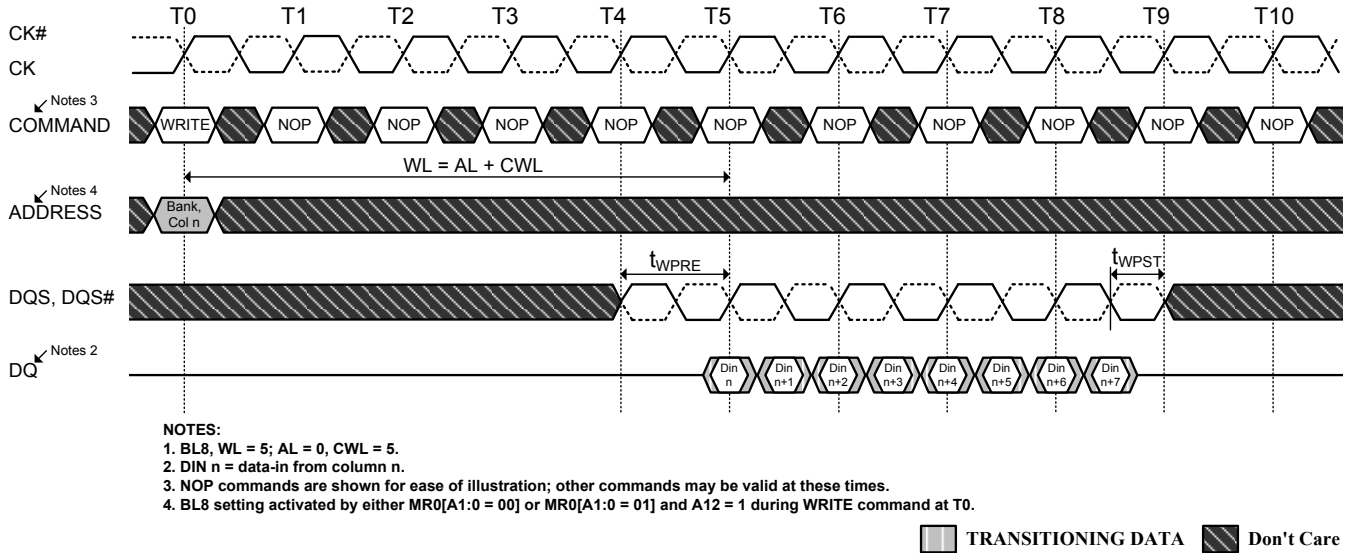 T0 T1 T2 T3 T4 T5 T6 T7 T8 T9 T10
CK#
CK
Notes 3
COMMAND
WRITE NOP NOP NOP NOP NOP NOP NOP NOP NOP NOP
WL = AL + CWL
Notes 4
ADDRESS
Bank,
Col n
tWPRE tWPST
DQS, DQS#
Notes 2
DQ
Din Din Din Din Din Din Din Din
n n+1 n+2 n+3 n+4 n+5 n+6 n+7
NOTES:
1. BL8, WL = 5; AL = 0, CWL = 5.
2. DIN n = data-in from column n.
3. NOP commands are shown for ease of illustration; other commands may be valid at these times.
4. BL8 setting activated by either MR0[A1:0 = 00] or MR0[A1:0 = 01] and A12 = 1 during WRITE command at T0.
TRANSITIONING DATA Don't Care